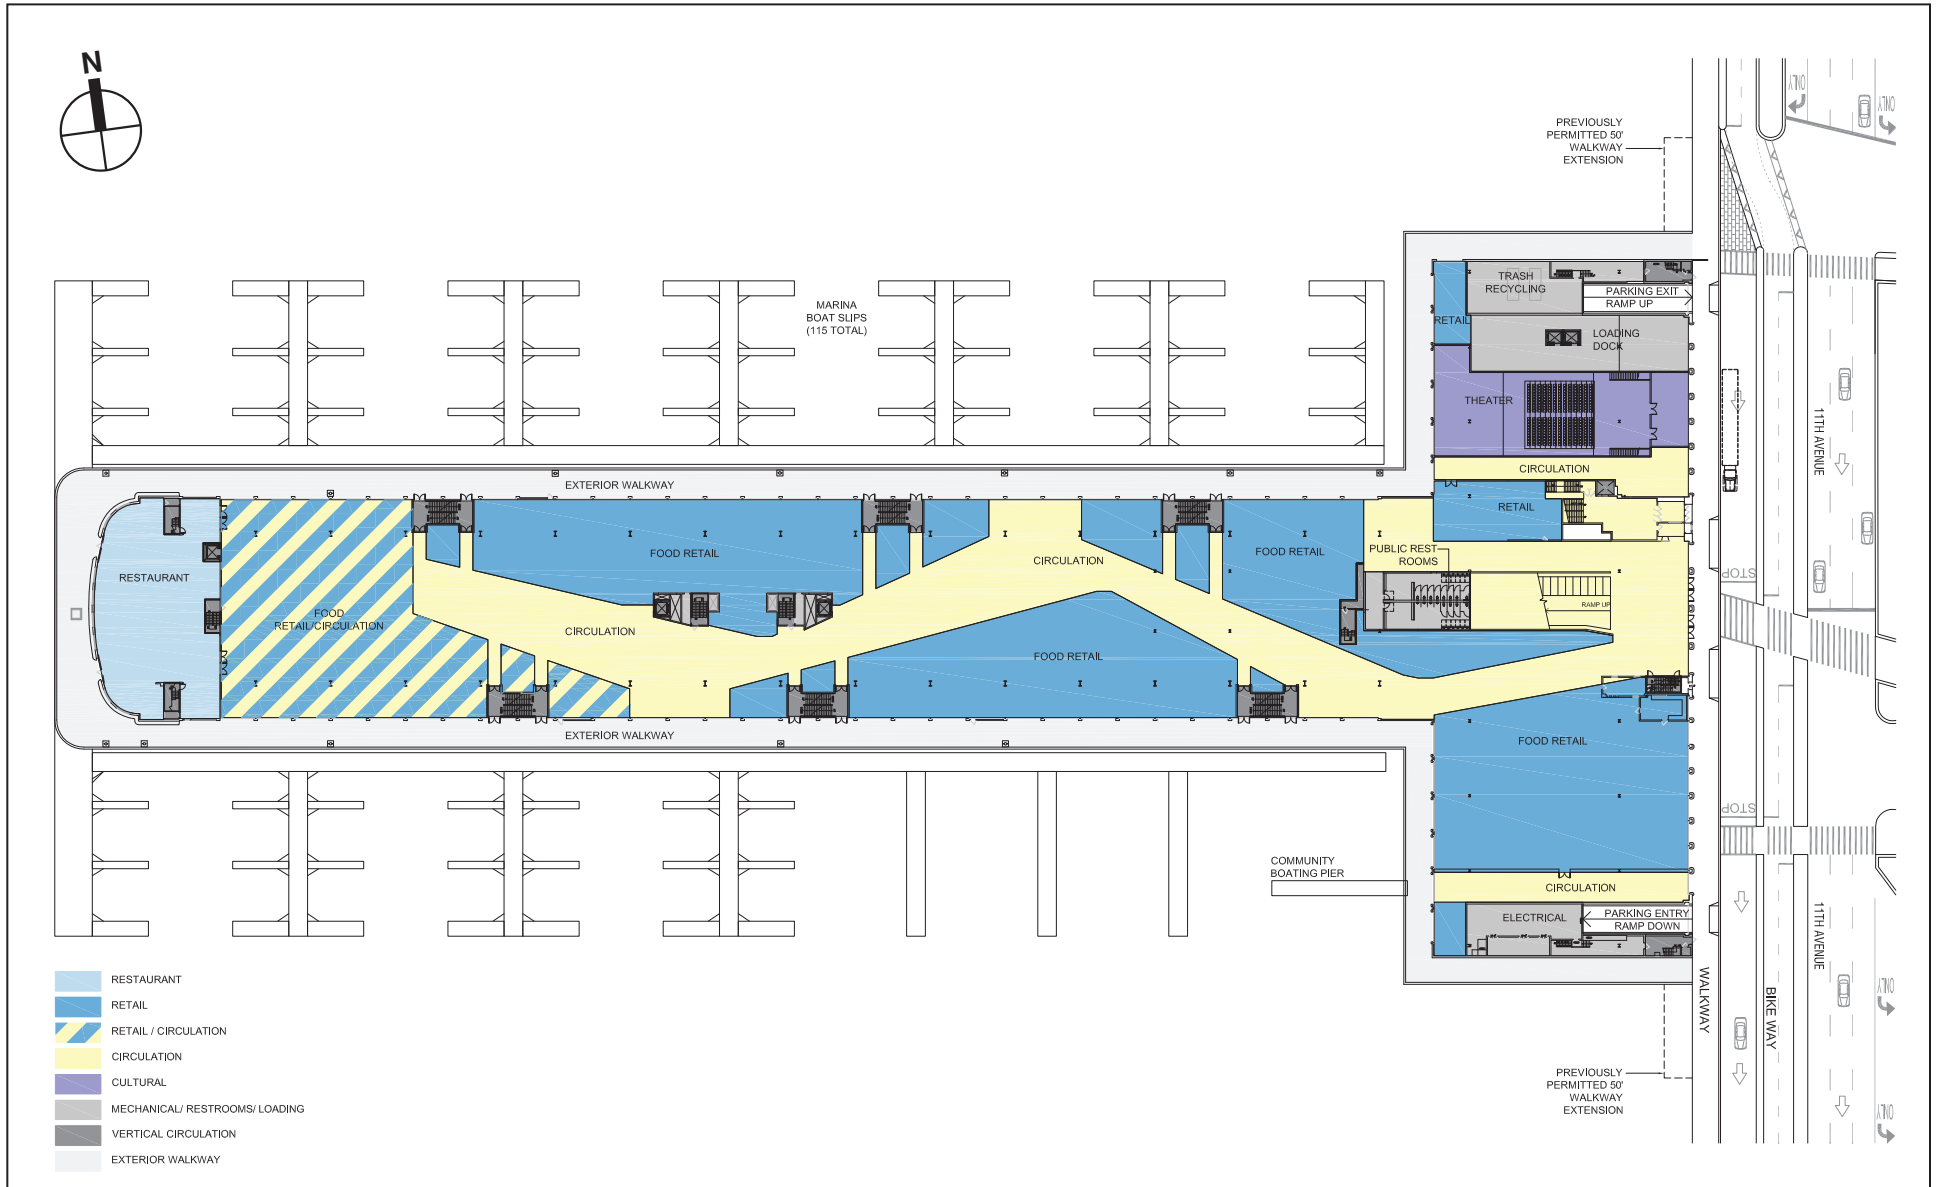 N
PREVIOUSLY
PERMITTED 50'
WALKWAY
EXTENSION
ONLY
ONLY
MARINA
BOAT SLIPS
(115 TOTAL)
TRASH
RECYCLING
PARKING EXIT
RAMP UP
RETAIL
LOADING
DOCK
THEATER
11TH AVENUE
CIRCULATION
EXTERIOR WALKWAY
RETAIL
FOOD RETAIL
CIRCULATION
FOOD RETAIL
PUBLIC REST
ROOMS
STOP
RESTAURANT
FOOD
RETAIL/CIRCULATION
CIRCULATION
RAMP UP
FOOD RETAIL
EXTERIOR WALKWAY
FOOD RETAIL
STOP
COMMUNITY
BOATING PIER
CIRCULATION
ELECTRICAL
PARKING ENTRY
RAMP DOWN
11TH AVENUE
WALKWAY
BIKE WAY
ONLY
PREVIOUSLY
PERMITTED 50'
WALKWAY
EXTENSION
ONLY
RESTAURANT
RETAIL
RETAIL / CIRCULATION
CIRCULATION
CULTURAL
MECHANICAL/ RESTROOMS/ LOADING
VERTICAL CIRCULATION
EXTERIOR WALKWAY